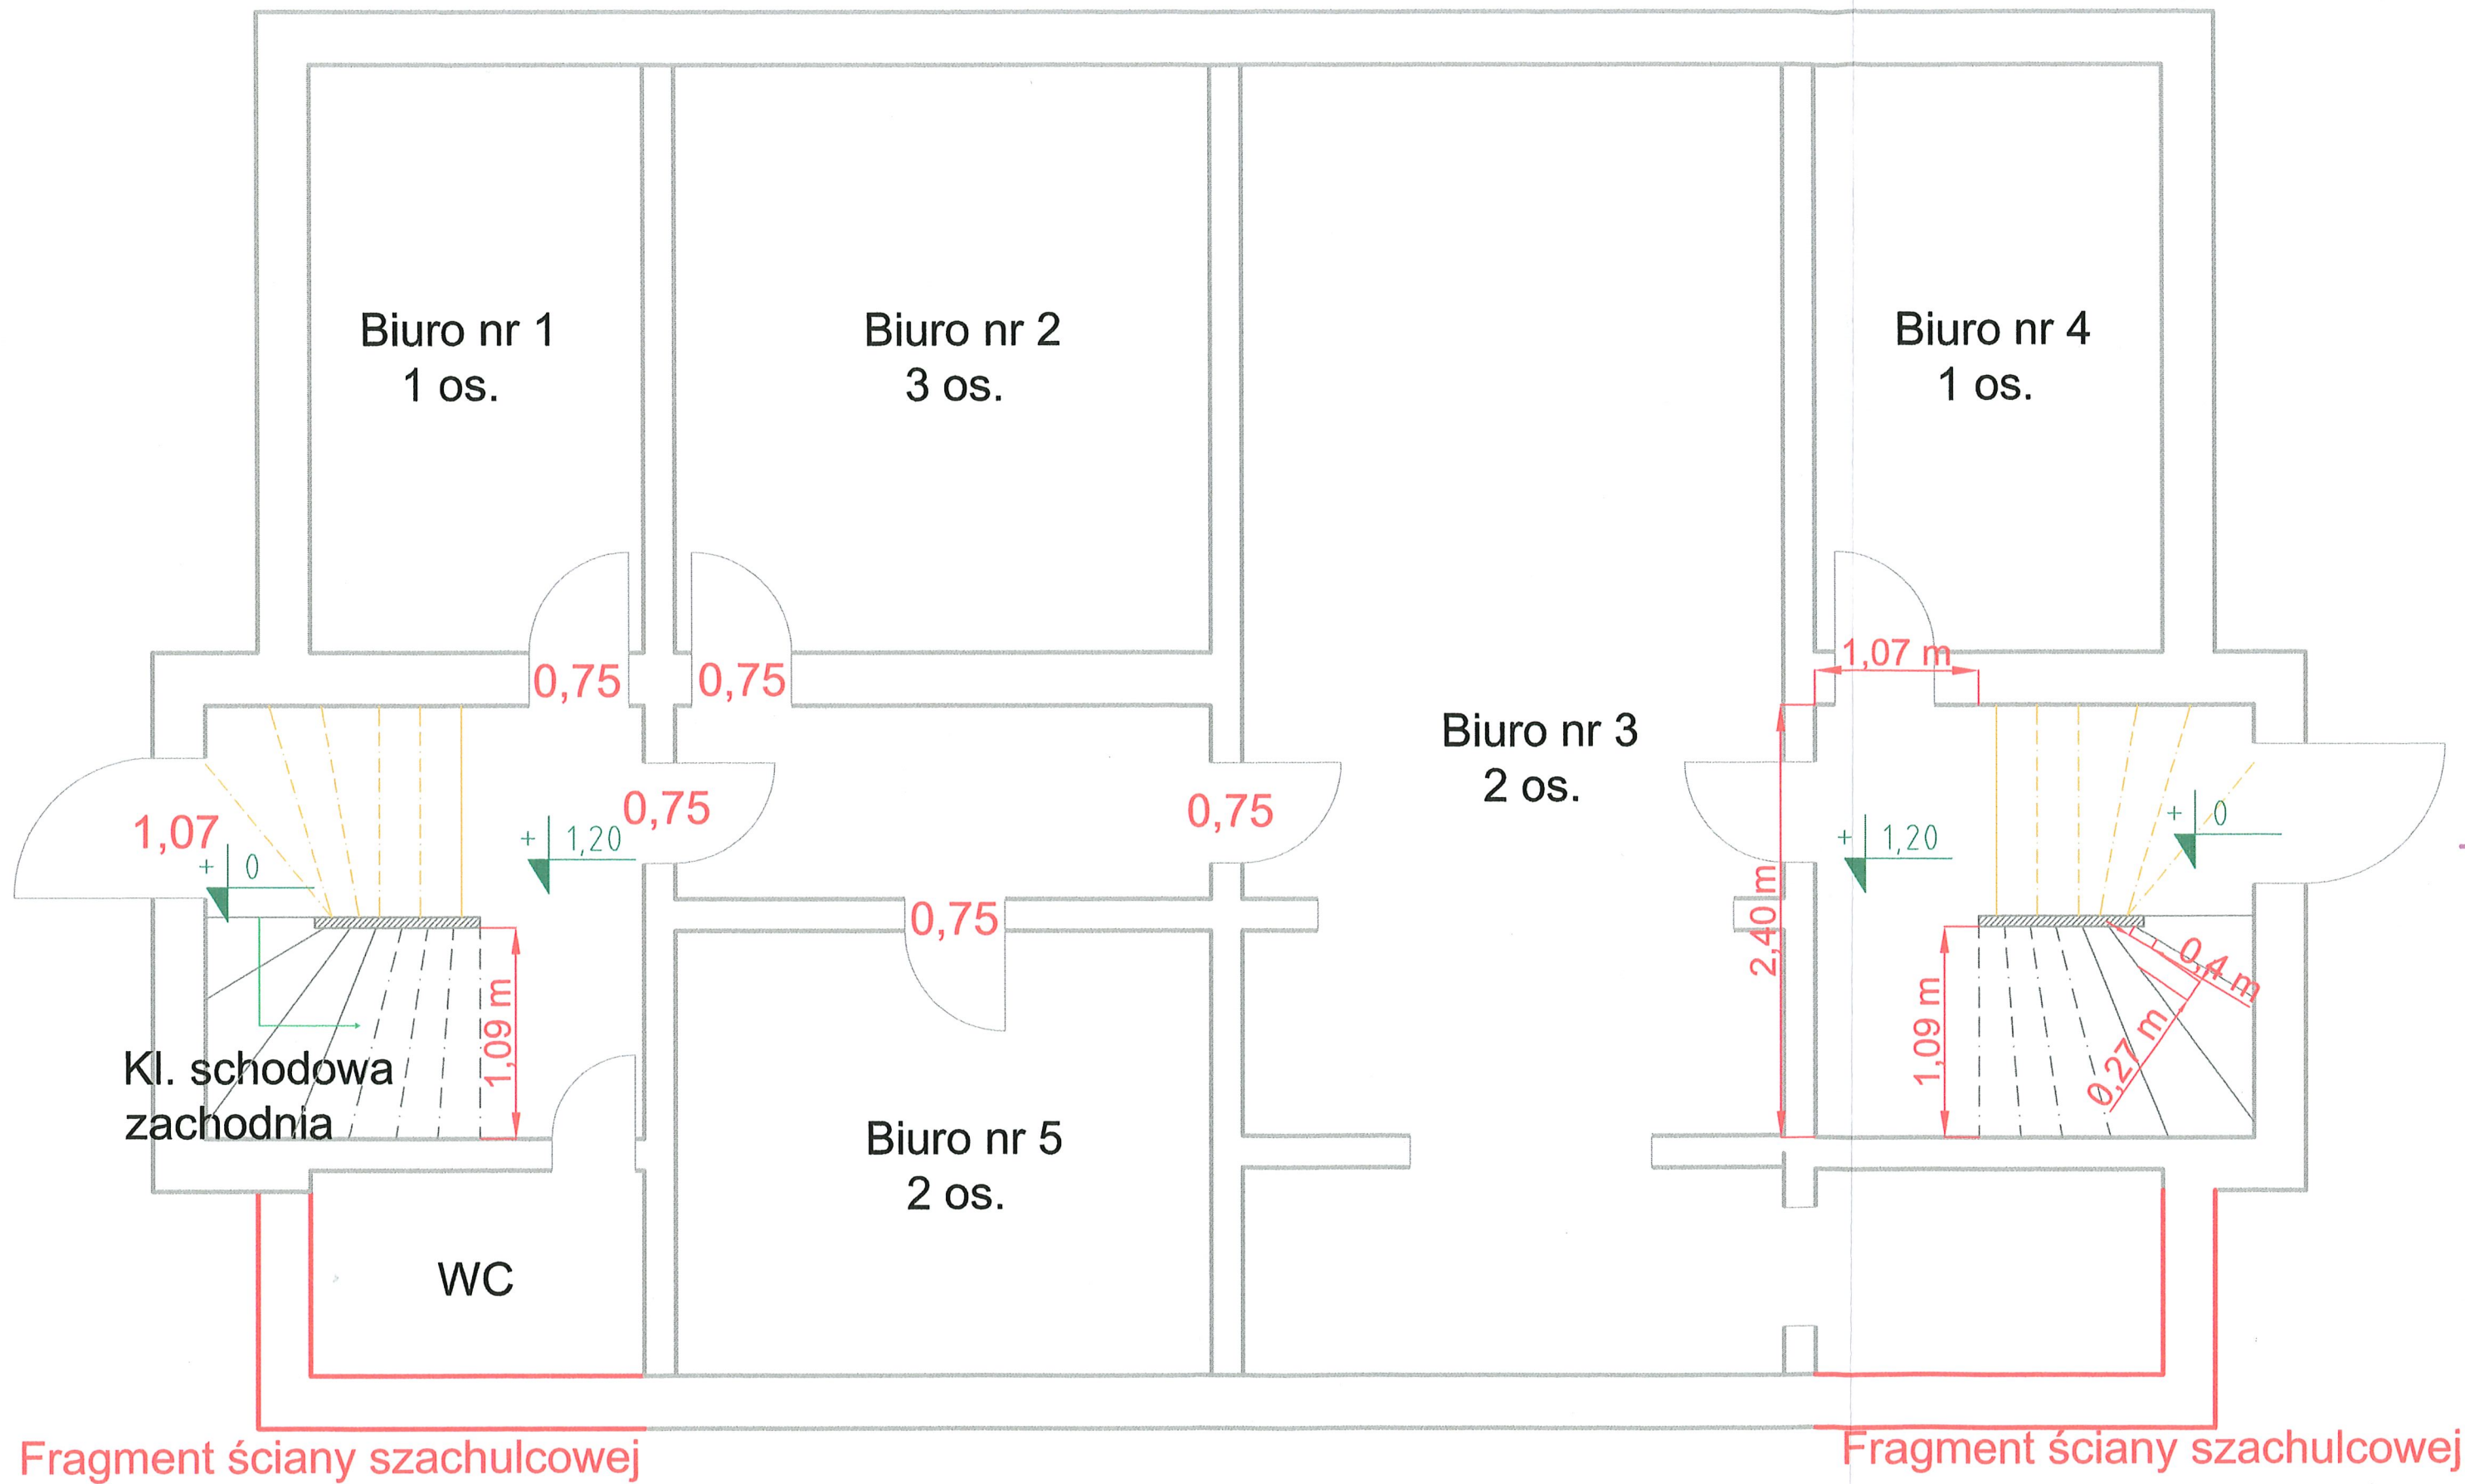 Biuro nr 1
1 os.
Biuro nr 2
3 os.
Biuro nr 4
1 os.
0,75
0,75
1,07 m
Biuro nr 3
2 os.
1,07
+ 0
+ 1,20
0,75
0,75
+ 1,20
+ 0
0,75
2,40 m
1,09 m
1,09 m
0,4 m
0,27 m
Kl. schodowa
zachodnia
Biuro nr 5
2 os.
WC
Fragment ściany szachulcowej
Fragment ściany szachulcowej